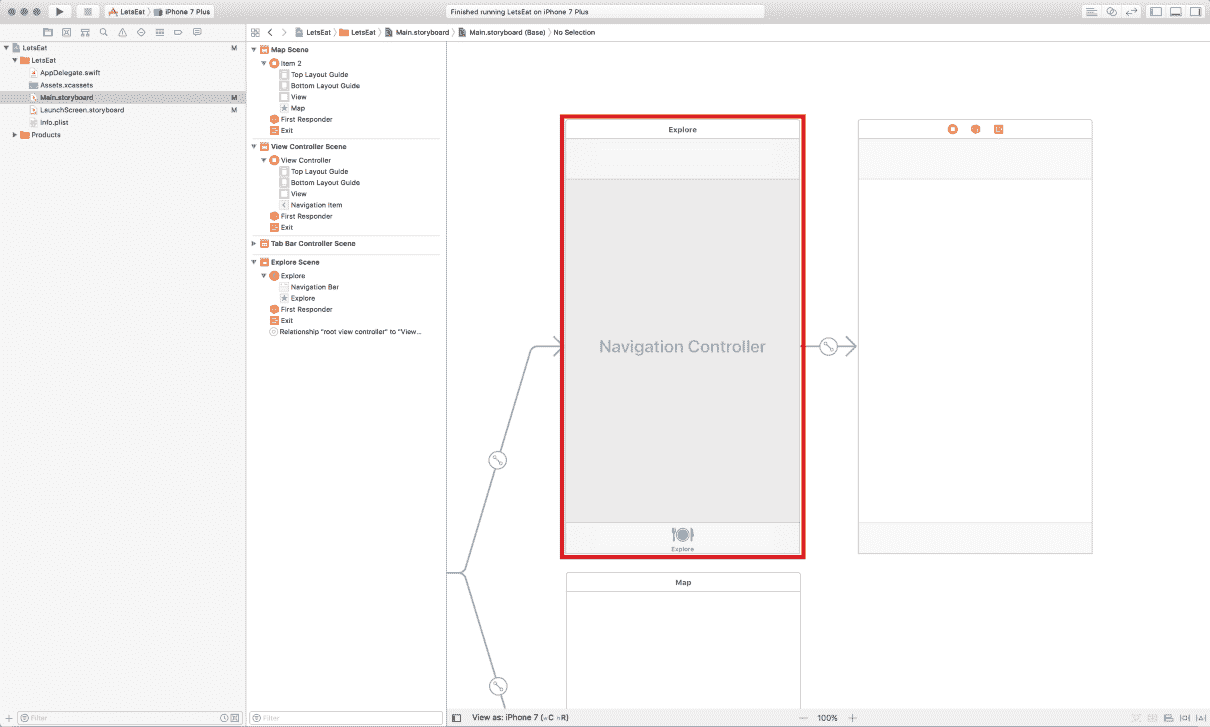 LetsEat 〉 iPhone 7 Plus
Finished running LetsEat on iPhone 7 Plus
LetsEat 〉 LetsEat 〉 Main.storyboard 〉 Main.storyboard (Base) 〉 No Selection
LetsEat M
LetsEat
AppDelegate.swift
Assets.xcassets
Main.storyboard M
LaunchScreen.storyboard M
Info.plist
Products
Filter
Map Scene
Item 2
Top Layout Guide
Bottom Layout Guide
View
Map
First Responder
Exit
View Controller Scene
View Controller
Top Layout Guide
Bottom Layout Guide
View
Navigation Item
First Responder
Exit
Tab Bar Controller Scene
Explore Scene
Explore
Navigation Bar
Explore
First Responder
Exit
Relationship "root view controller" to "View...
Filter
Explore
Navigation Controller
Explore
Map
View as: iPhone 7 (wC hR)
100%